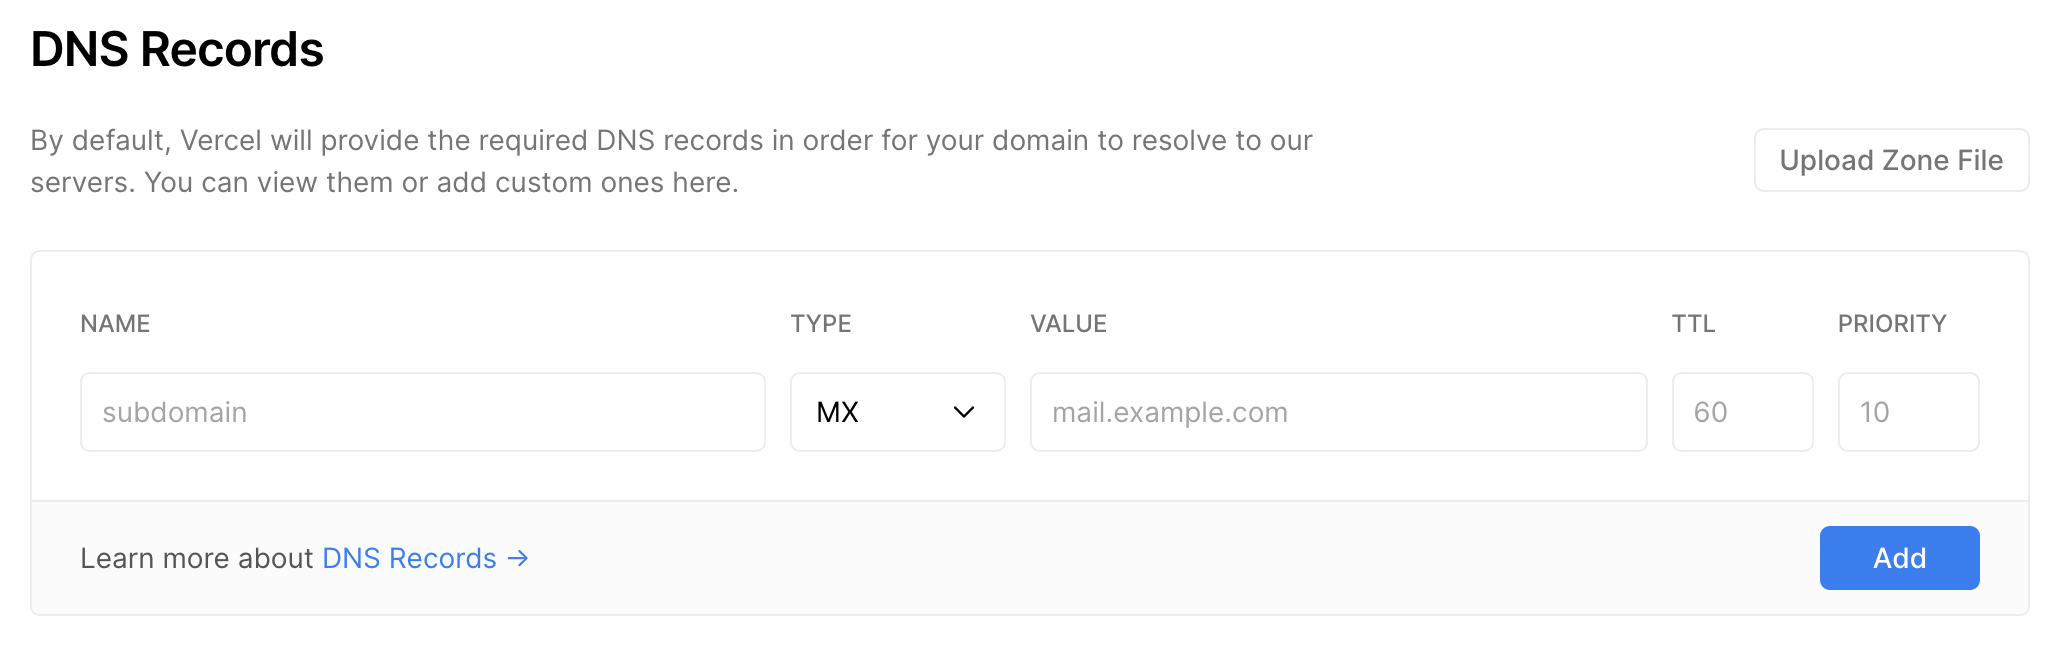 DNS Records
By default, Vercel will provide the required DNS records in order for your domain to resolve to our
servers. You can view them or add custom ones here.
Upload Zone File
NAME TYPE VALUE TTL PRIORITY
subdomain MX mail.example.com 60 10
Learn more about DNS Records →
Add